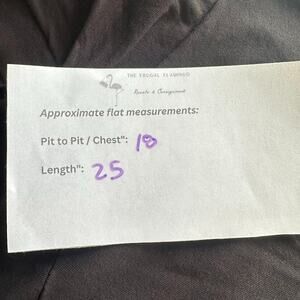 THE FRUGAL FLAMINGO
Resale & Consignment
Approximate flat measurements:
Pit to Pit / Chest": 18
Length": 25